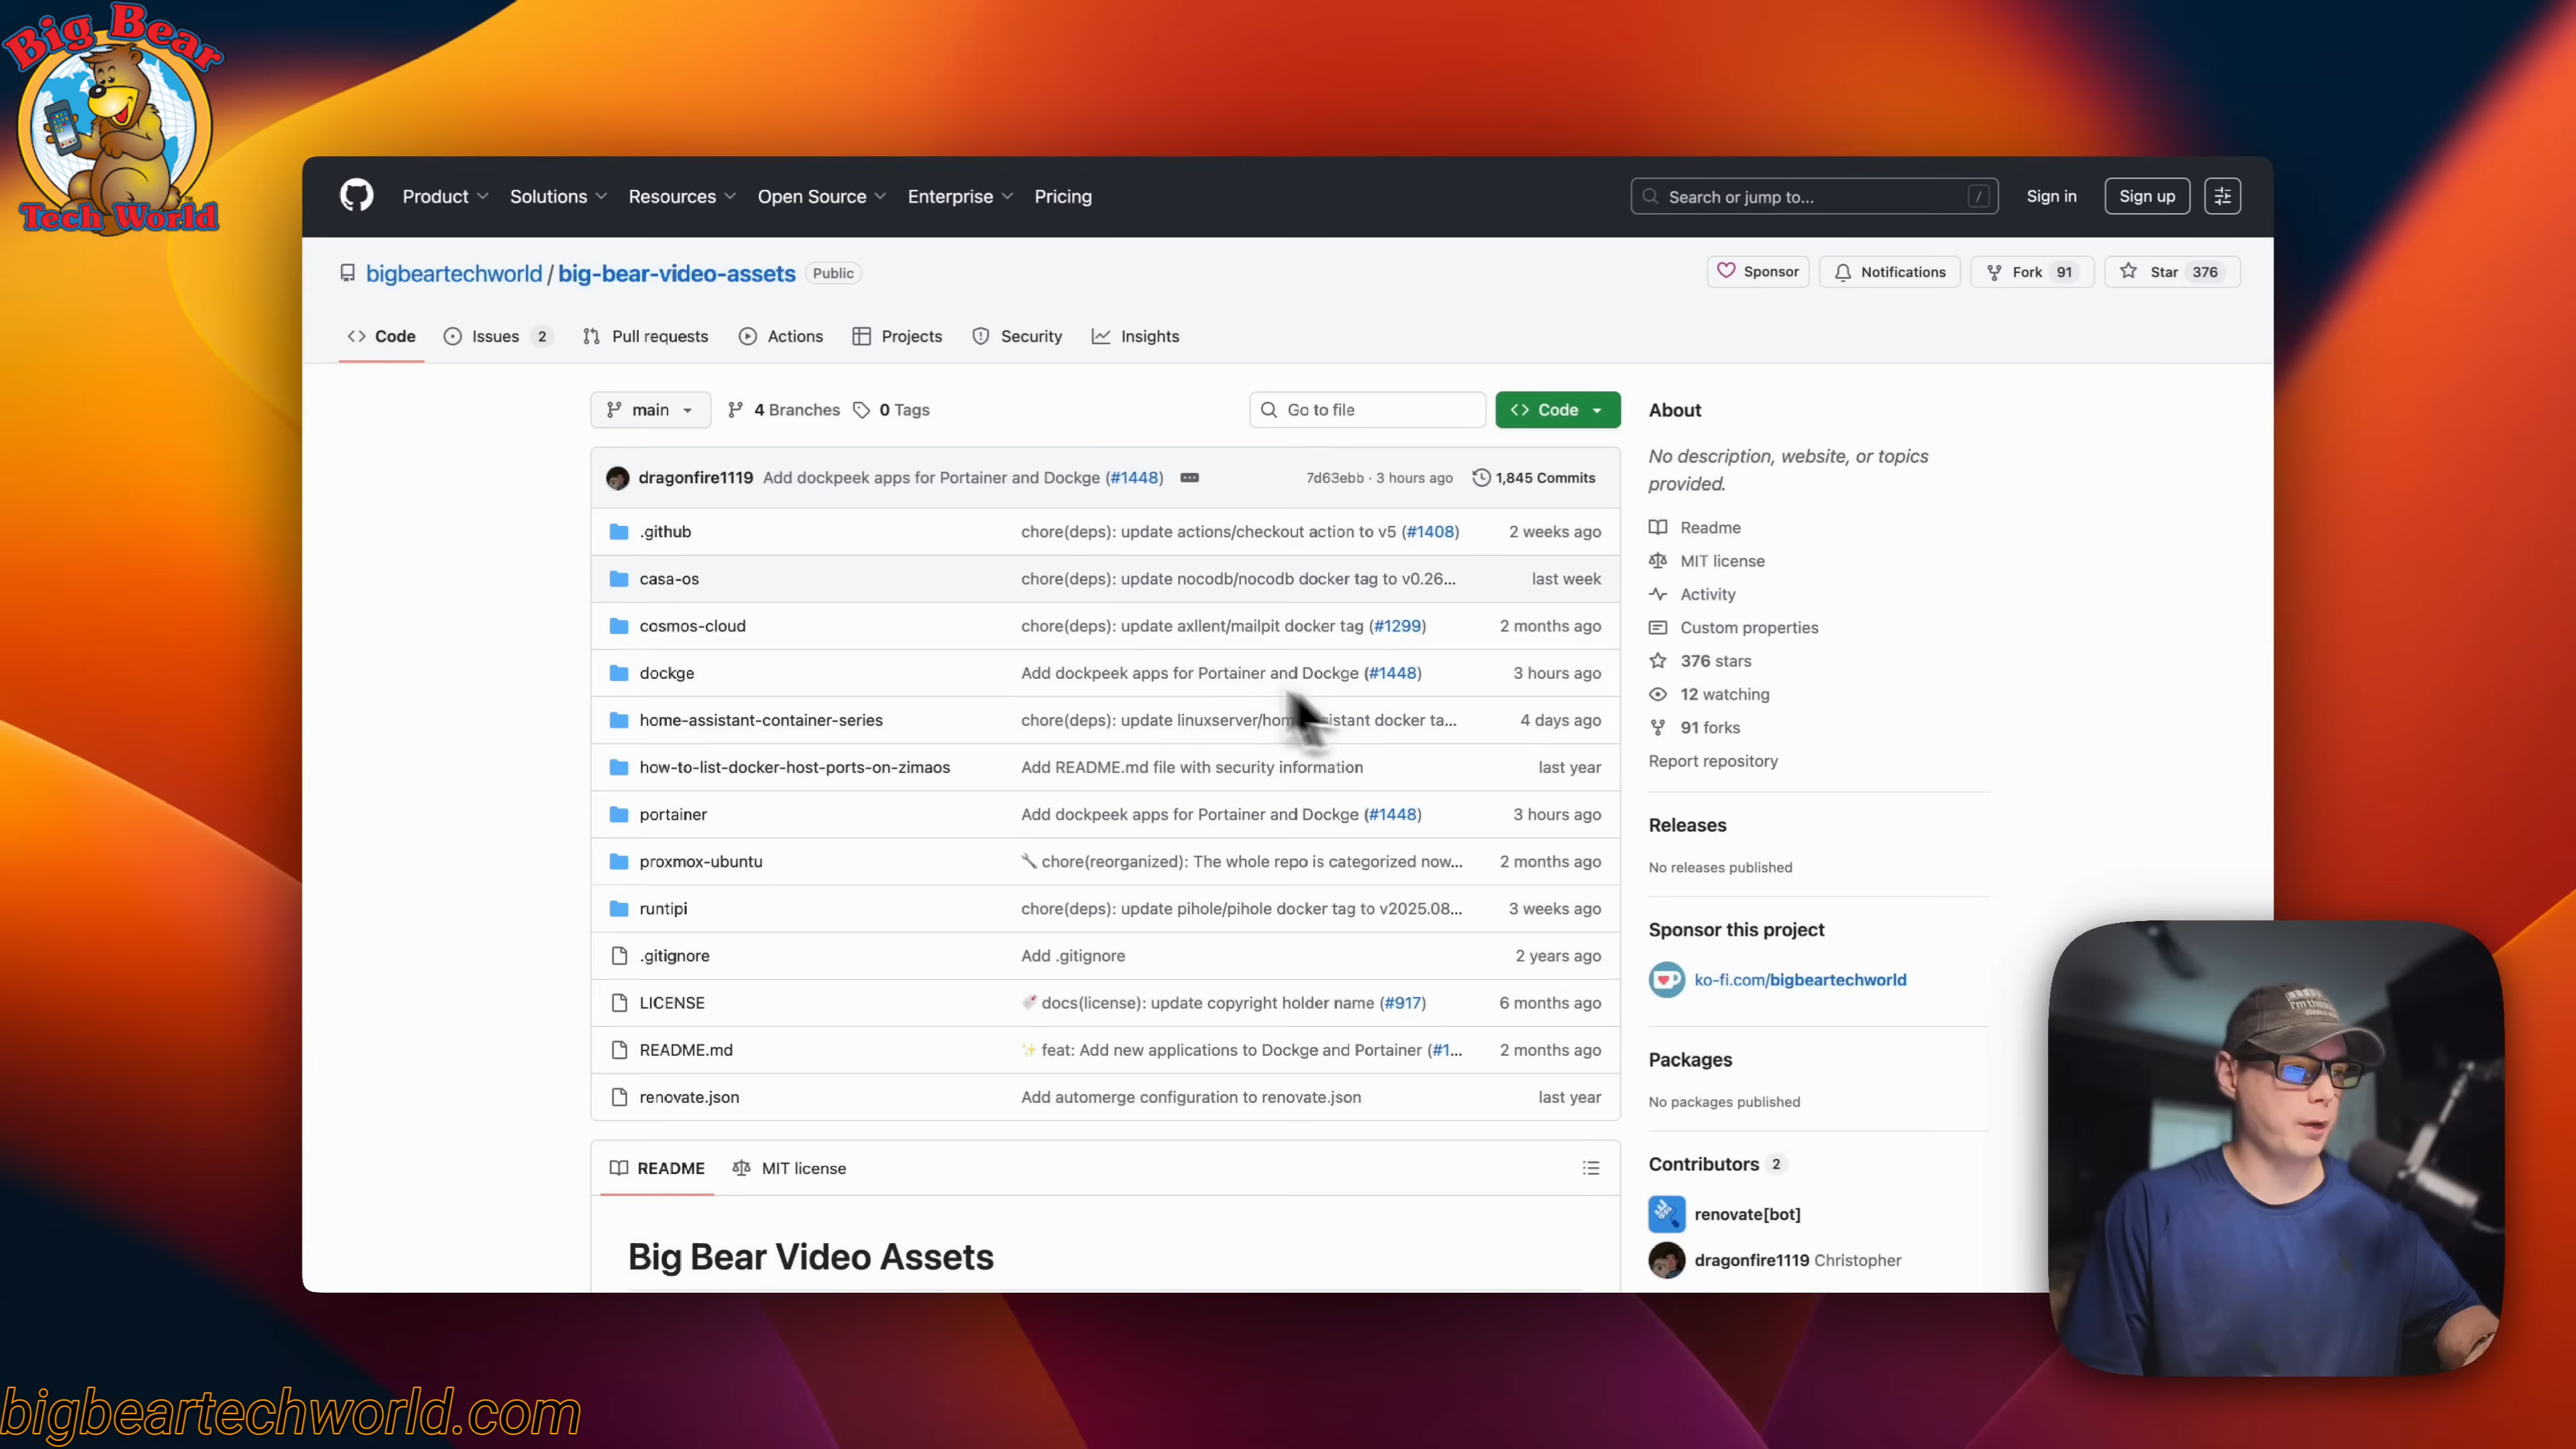 Big Bear
Tech World
Product Solutions Resources Open Source Enterprise Pricing Search or jump to... / Sign in Sign up
bigbeartechworld / big-bear-video-assets Public Sponsor Notifications Fork 91 Star 376
Code Issues 2 Pull requests Actions Projects Security Insights
main 4 Branches 0 Tags Go to file Code
dragonfire1119 Add dockpeek apps for Portainer and Dockge (#1448) 7d63ebb · 3 hours ago 1,845 Commits
.github chore(deps): update actions/checkout action to v5 (#1408) 2 weeks ago
casa-os chore(deps): update nocodb/nocodb docker tag to v0.26... last week
cosmos-cloud chore(deps): update axllent/mailpit docker tag (#1299) 2 months ago
dockge Add dockpeek apps for Portainer and Dockge (#1448) 3 hours ago
home-assistant-container-series chore(deps): update linuxserver/hom sistant docker ta... 4 days ago
how-to-list-docker-host-ports-on-zimaos Add README.md file with security information last year
portainer Add dockpeek apps for Portainer and Dockge (#1448) 3 hours ago
proxmox-ubuntu chore(reorganized): The whole repo is categorized now... 2 months ago
runtipi chore(deps): update pihole/pihole docker tag to v2025.08... 3 weeks ago
.gitignore Add .gitignore 2 years ago
LICENSE docs(license): update copyright holder name (#917) 6 months ago
README.md feat: Add new applications to Dockge and Portainer (#1... 2 months ago
renovate.json Add automerge configuration to renovate.json last year
README MIT license
Big Bear Video Assets
About
No description, website, or topics
provided.
Readme
MIT license
Activity
Custom properties
376 stars
12 watching
91 forks
Report repository
Releases
No releases published
Sponsor this project
ko-fi.com/bigbeartechworld
Packages
No packages published
Contributors 2
renovate[bot]
dragonfire1119 Christopher
bigbeartechworld.com